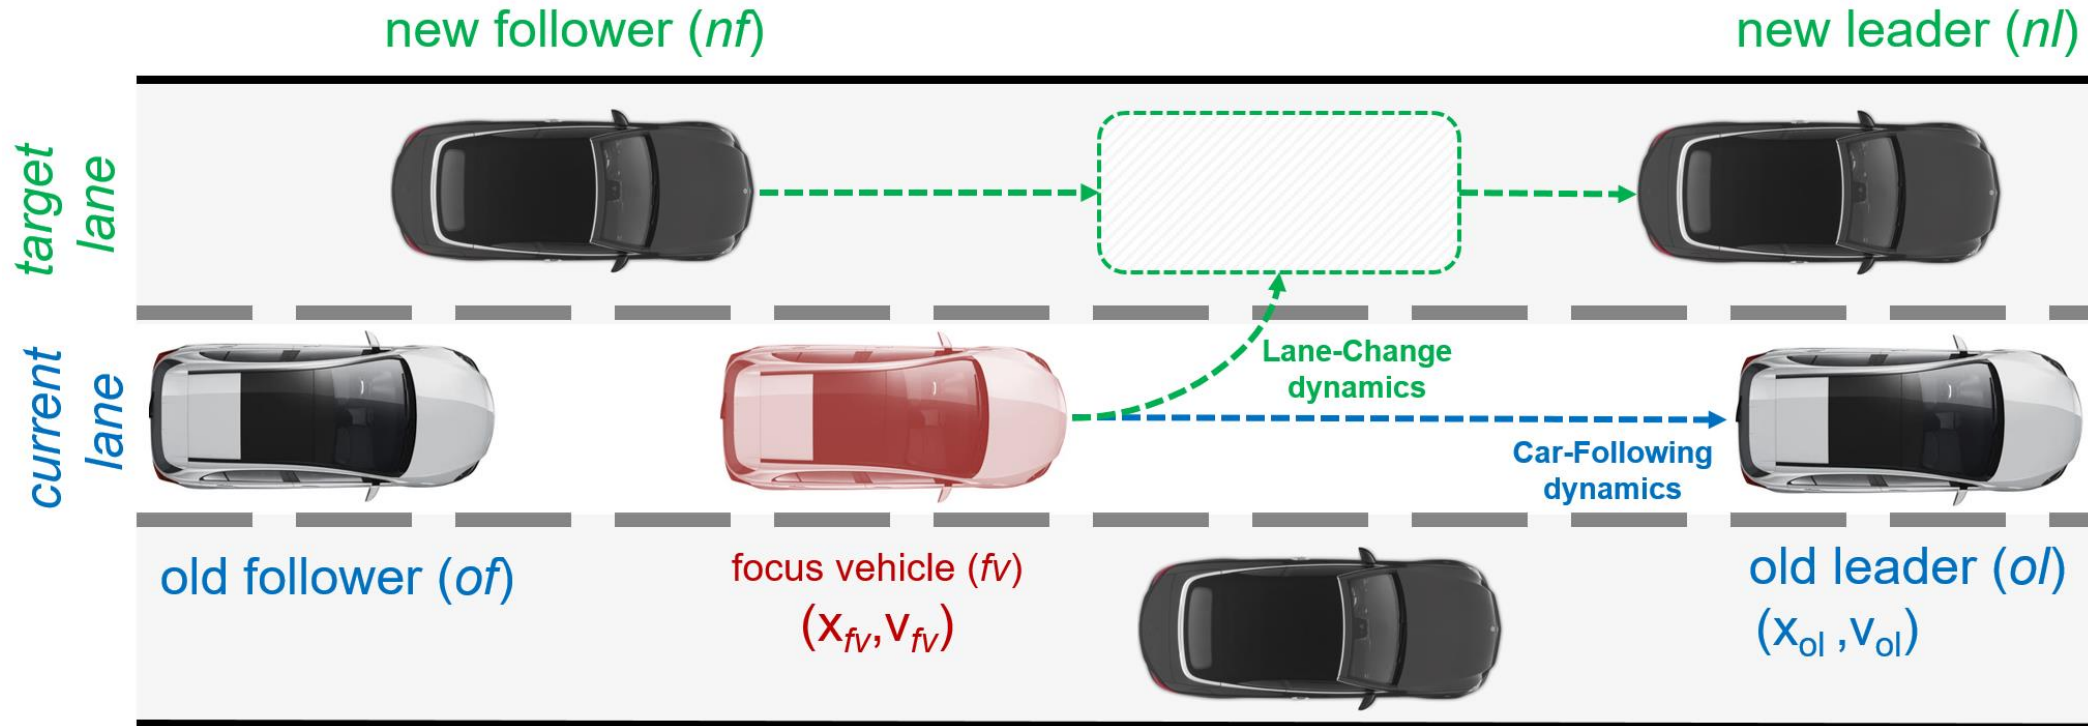 new follower (nf)
new leader (nl)
target
lane
Lane-Change
dynamics
current
lane
Car-Following
dynamics
old follower (of)
focus vehicle (fv)
(xfv,vfv)
old leader (ol)
(xol ,vol)